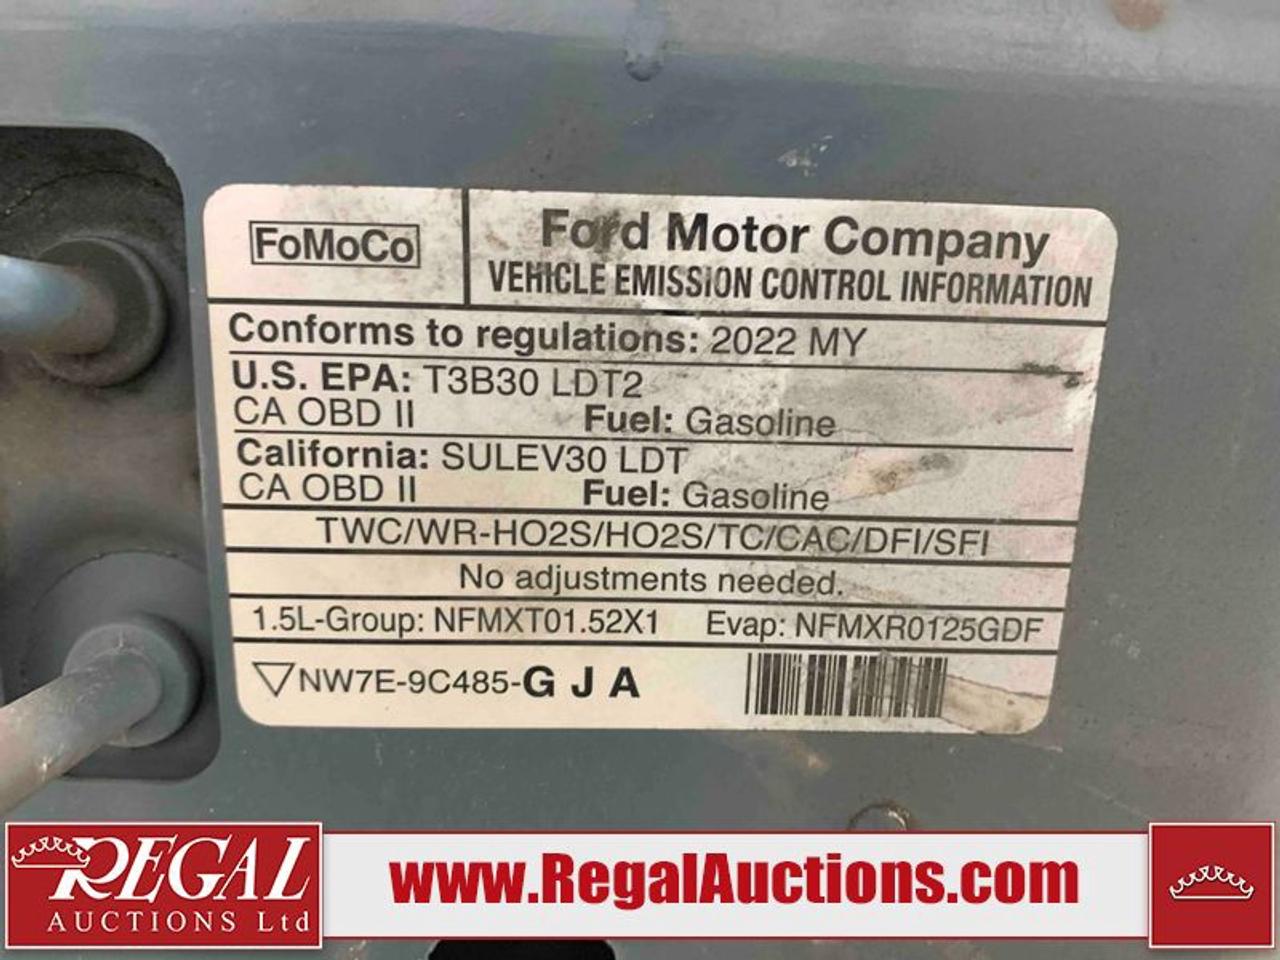 FoMoCo
Ford Motor Company
VEHICLE EMISSION CONTROL INFORMATION
Conforms to regulations: 2022 MY
U.S. EPA: T3B30 LDT2
CA OBD II Fuel: Gasoline
California: SULEV30 LDT
CA OBD II Fuel: Gasoline
TWC/WR-HO2S/HO2S/TC/CAC/DFI/SFI
No adjustments needed.
1.5L-Group: NFMXT01.52X1 Evap: NFMXR0125GDF
▽NW7E-9C485-G J A
REGAL
AUCTIONS Ltd
www.RegalAuctions.com